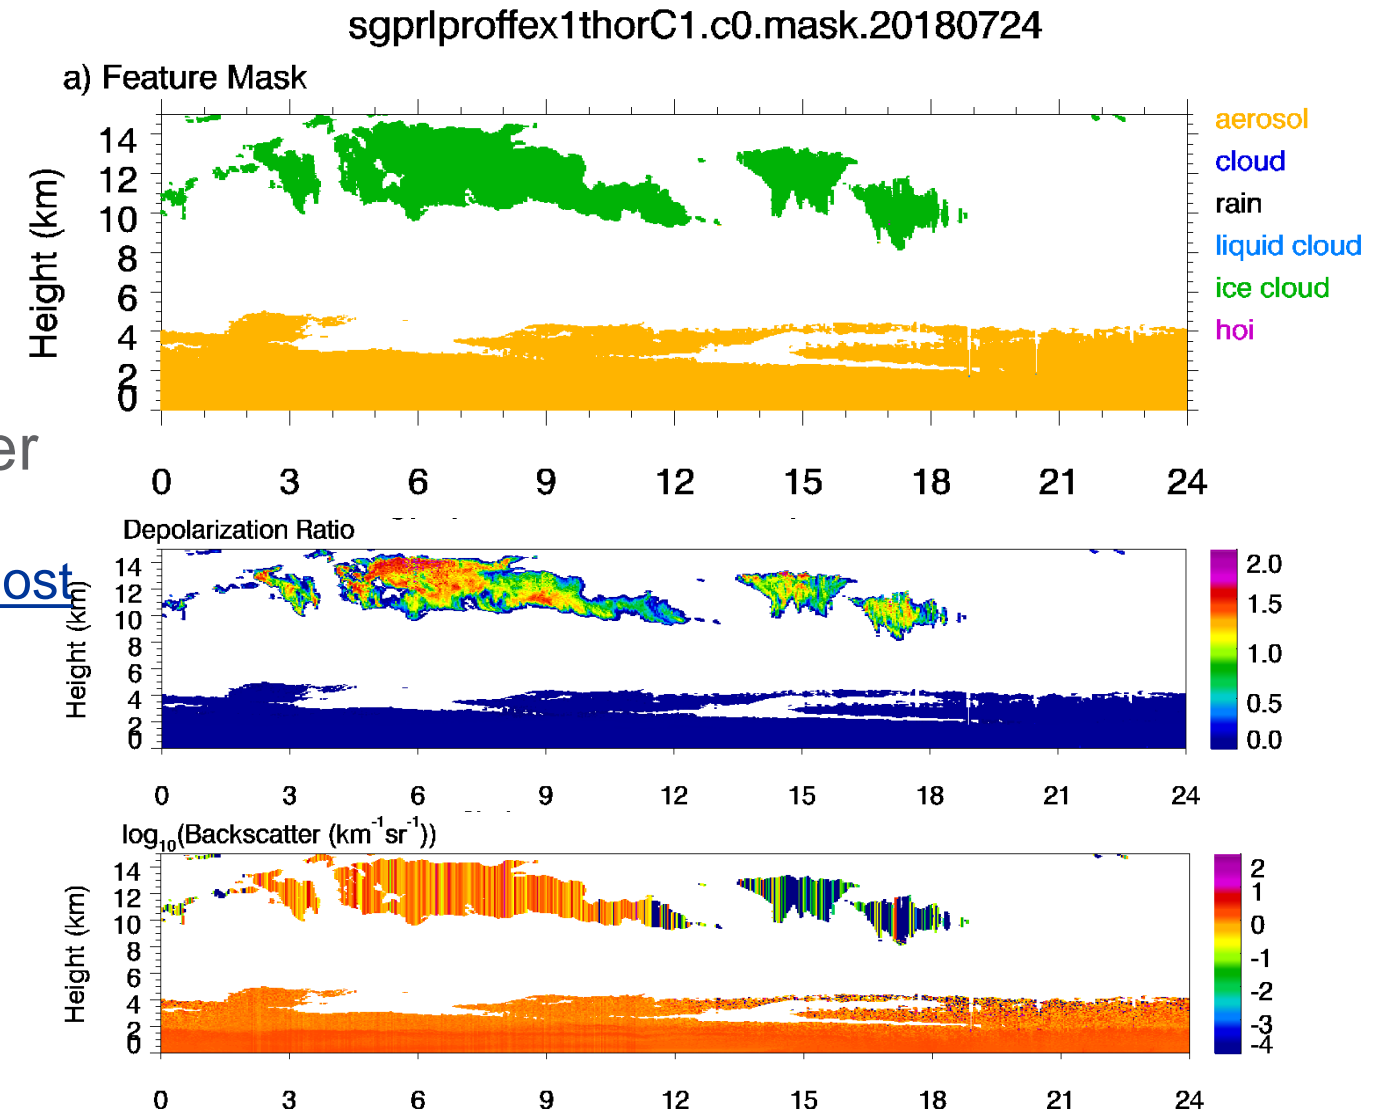 sgprlproffex1thorC1.c0.mask.20180724
a) Feature Mask
Height (km)
14
12
10
8
6
4
2
0
aerosol
cloud
rain
liquid cloud
ice cloud
hoi
0 3 6 9 12 15 18 21 24
er
ost
Depolarization Ratio
Height (km)
14
12
10
8
6
4
2
0
2.0
1.5
1.0
0.5
0.0
0 3 6 9 12 15 18 21 24
log10(Backscatter (km-1sr-1))
Height (km)
14
12
10
8
6
4
2
0
2
1
0
-1
-2
-3
-4
0 3 6 9 12 15 18 21 24